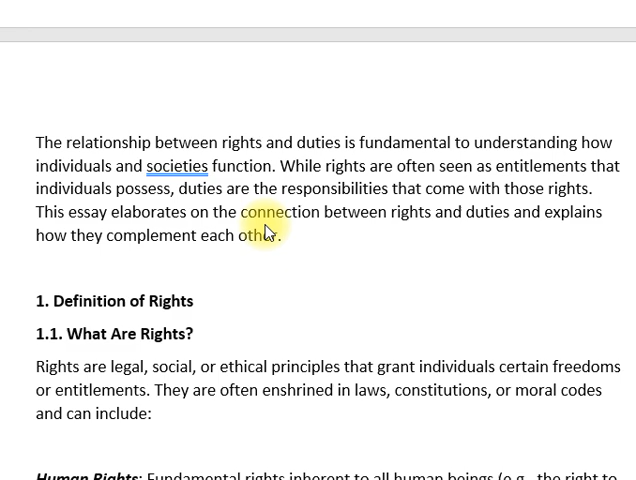 The relationship between rights and duties is fundamental to understanding how
individuals and societies function. While rights are often seen as entitlements that
individuals possess, duties are the responsibilities that come with those rights.
This essay elaborates on the connection between rights and duties and explains
how they complement each other.
1. Definition of Rights
1.1. What Are Rights?
Rights are legal, social, or ethical principles that grant individuals certain freedoms
or entitlements. They are often enshrined in laws, constitutions, or moral codes
and can include:
Human Rights: Fundamental rights inherent to all human beings (e.g., the right to